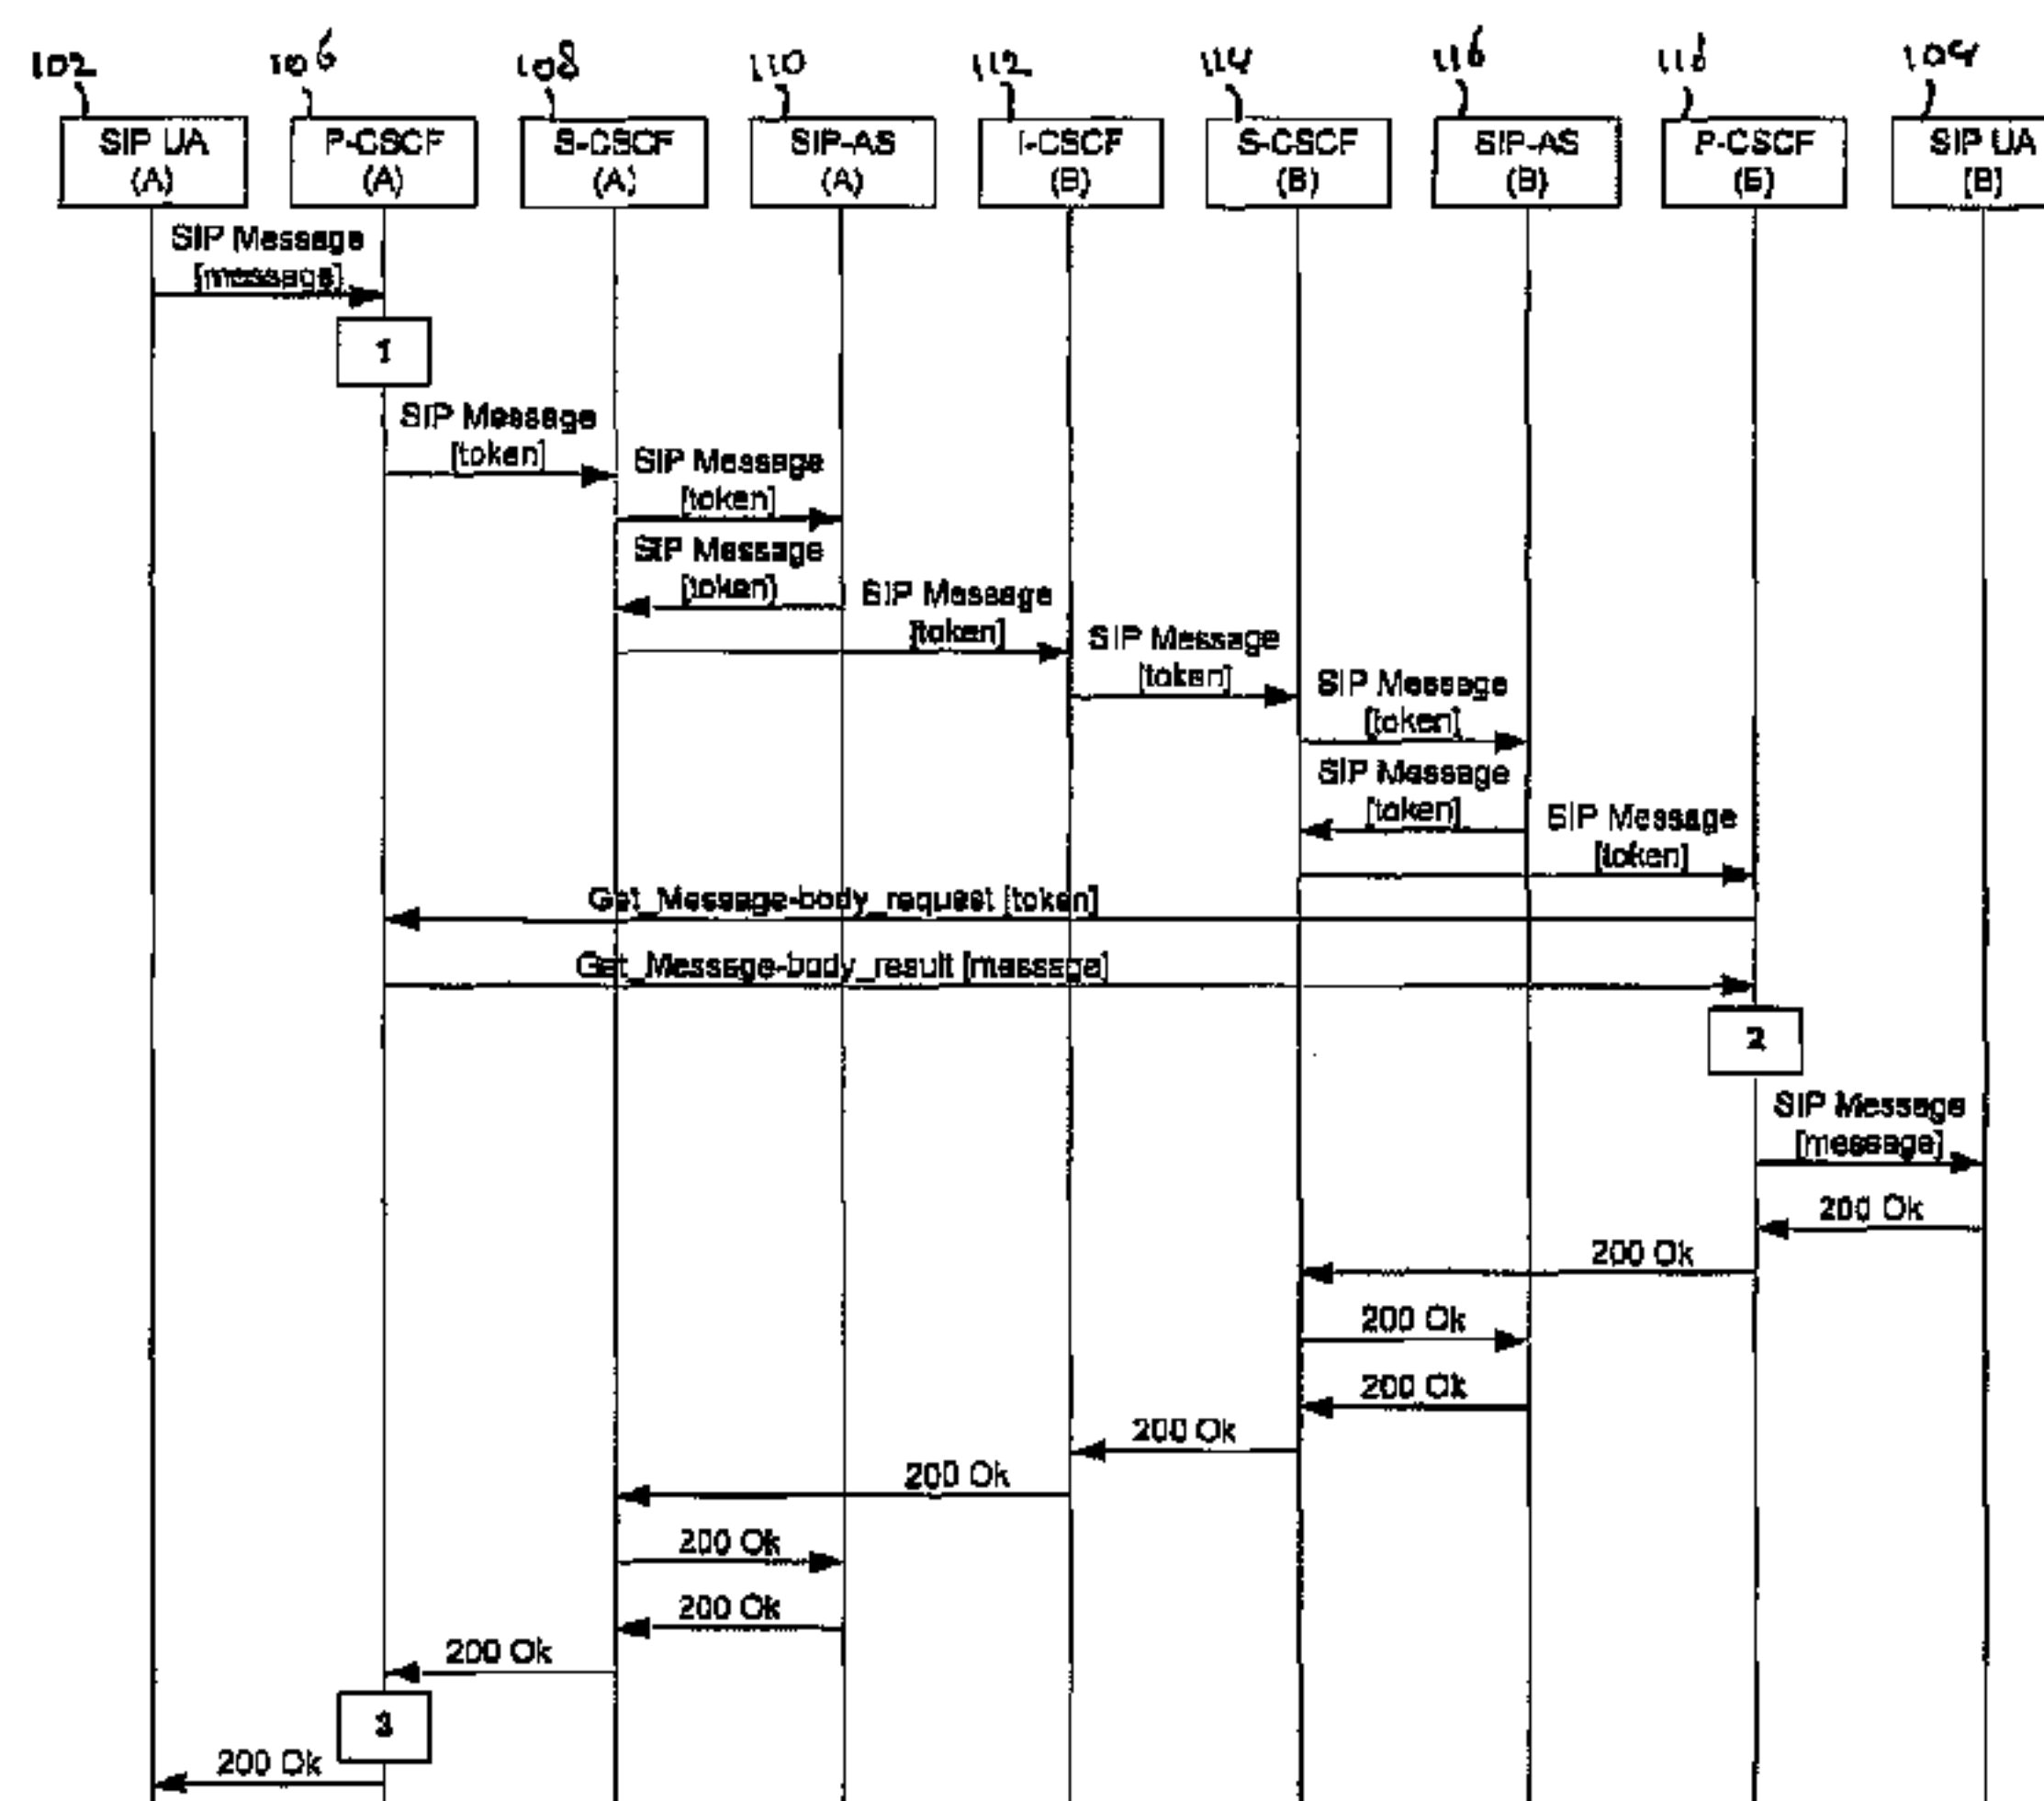 102 106 108 110 112 114 116 118 104
SIP UA P-CSCF S-CSCF SIP-AS I-CSCF S-CSCF SIP-AS P-CSCF SIP UA
(A) (A) (A) (A) (B) (B) (B) (B) (B)
SIP Message
[message]
1
SIP Message
[token]
SIP Message
[token]
SIP Message
[token]
SIP Message
[token]
SIP Message
[token]
SIP Message
[token]
SIP Message
[token]
SIP Message
[token]
Get_Message-body_request [token]
Get_Message-body_result [message]
2
SIP Message
[message]
200 Ok
200 Ok
200 Ok
200 Ok
200 Ok
200 Ok
200 Ok
200 Ok
200 Ok
3
200 Ok